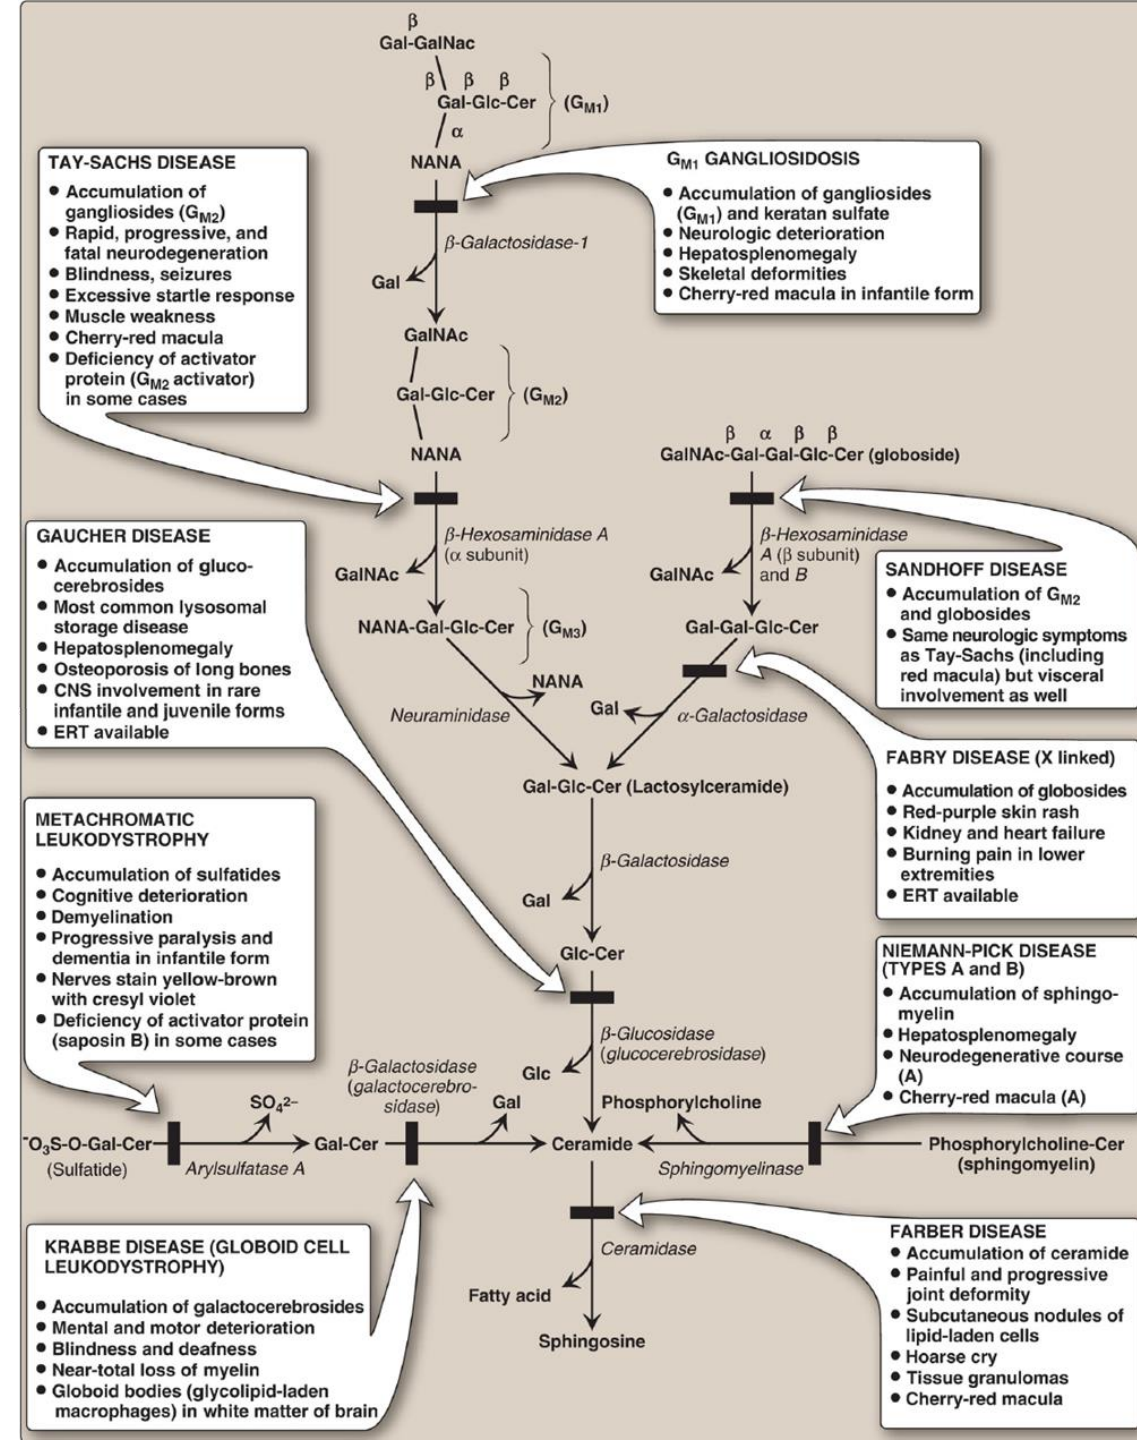 β
Gal-GalNac
β β β
Gal-Glc-Cer (GM1)
α
NANA
TAY-SACHS DISEASE
● Accumulation of
gangliosides (GM2)
● Rapid, progressive, and
fatal neurodegeneration
● Blindness, seizures
● Excessive startle response
● Muscle weakness
● Cherry-red macula
● Deficiency of activator
protein (GM2 activator)
in some cases
GM1 GANGLIOSIDOSIS
● Accumulation of gangliosides
(GM1) and keratan sulfate
● Neurologic deterioration
● Hepatosplenomegaly
● Skeletal deformities
● Cherry-red macula in infantile form
β-Galactosidase-1
Gal
GalNAc
Gal-Glc-Cer (GM2)
NANA
β α β β
GalNAc-Gal-Gal-Glc-Cer (globoside)
β-Hexosaminidase A
(α subunit)
GalNAc
NANA-Gal-Glc-Cer (GM3)
β-Hexosaminidase
A (β subunit)
and B
GalNAc
Gal-Gal-Glc-Cer
GAUCHER DISEASE
● Accumulation of gluco-
cerebrosides
● Most common lysosomal
storage disease
● Hepatosplenomegaly
● Osteoporosis of long bones
● CNS involvement in rare
infantile and juvenile forms
● ERT available
SANDHOFF DISEASE
● Accumulation of GM2
and globosides
● Same neurologic symptoms
as Tay-Sachs (including
red macula) but visceral
involvement as well
NANA
Neuraminidase
Gal
α-Galactosidase
FABRY DISEASE (X linked)
● Accumulation of globosides
● Red-purple skin rash
● Kidney and heart failure
● Burning pain in lower
extremities
● ERT available
Gal-Glc-Cer (Lactosylceramide)
β-Galactosidase
Gal
Glc-Cer
METACHROMATIC
LEUKODYSTROPHY
● Accumulation of sulfatides
● Cognitive deterioration
● Demyelination
● Progressive paralysis and
dementia in infantile form
● Nerves stain yellow-brown
with cresyl violet
● Deficiency of activator protein
(saposin B) in some cases
NIEMANN-PICK DISEASE
(TYPES A and B)
● Accumulation of sphingo-
myelin
● Hepatosplenomegaly
● Neurodegenerative course
(A)
● Cherry-red macula (A)
β-Glucosidase
(glucocerebrosidase)
Glc
β-Galactosidase
(galactocerebro-
sidase)
SO₄²⁻
Gal
Phosphorylcholine
⁻O₃S-O-Gal-Cer
(Sulfatide)
Arylsulfatase A
Gal-Cer
Ceramide
Sphingomyelinase
Phosphorylcholine-Cer
(sphingomyelin)
KRABBE DISEASE (GLOBOID CELL
LEUKODYSTROPHY)
● Accumulation of galactocerebrosides
● Mental and motor deterioration
● Blindness and deafness
● Near-total loss of myelin
● Globoid bodies (glycolipid-laden
macrophages) in white matter of brain
Ceramidase
Fatty acid
Sphingosine
FARBER DISEASE
● Accumulation of ceramide
● Painful and progressive
joint deformity
● Subcutaneous nodules of
lipid-laden cells
● Hoarse cry
● Tissue granulomas
● Cherry-red macula